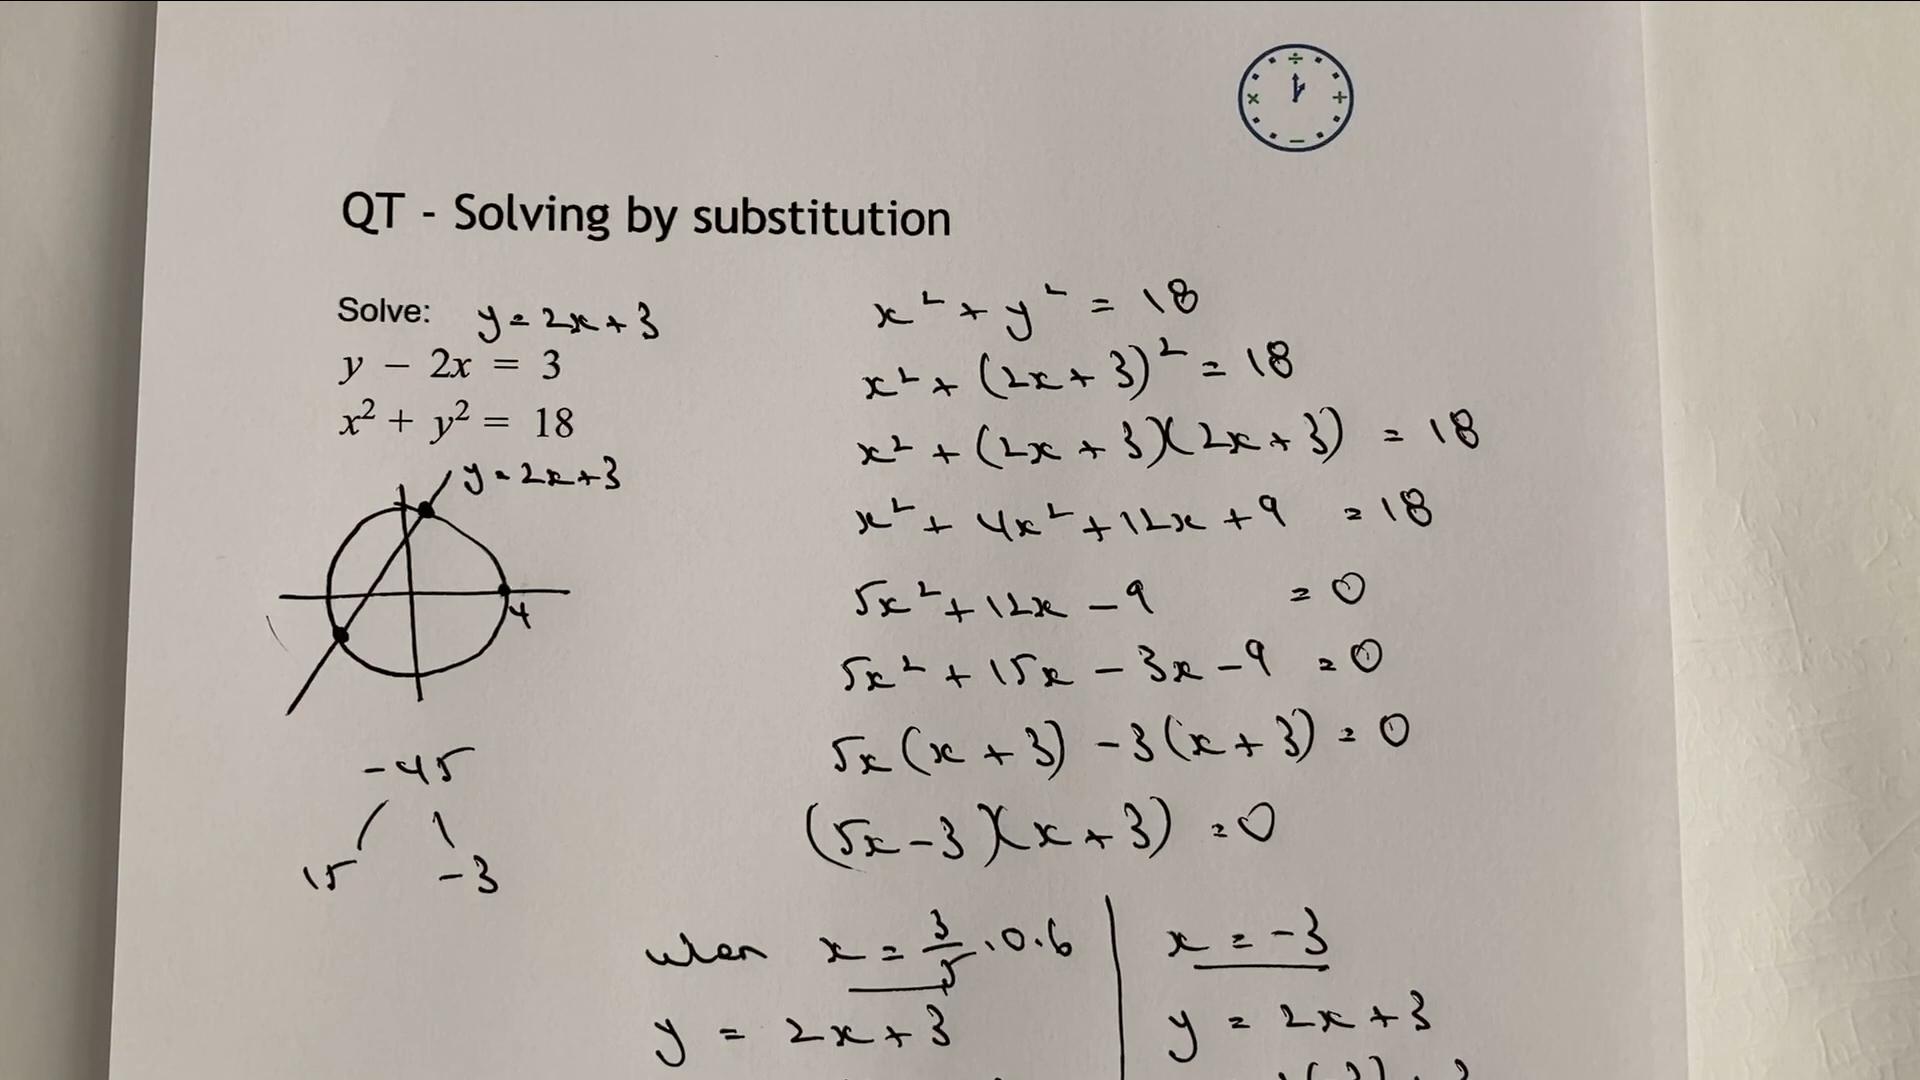 QT - Solving by substitution
Solve: y = 2x + 3
y − 2x = 3
x² + y² = 18
y = 2x + 3
4
-45
15 -3
x² + y² = 18
x² + (2x + 3)² = 18
x² + (2x + 3)(2x + 3) = 18
x² + 4x² + 12x + 9 = 18
5x² + 12x - 9 = 0
5x² + 15x - 3x - 9 = 0
5x(x + 3) - 3(x + 3) = 0
(5x - 3)(x + 3) = 0
when x = 3/5 . 0.6
y = 2x + 3
x = -3
y = 2x + 3